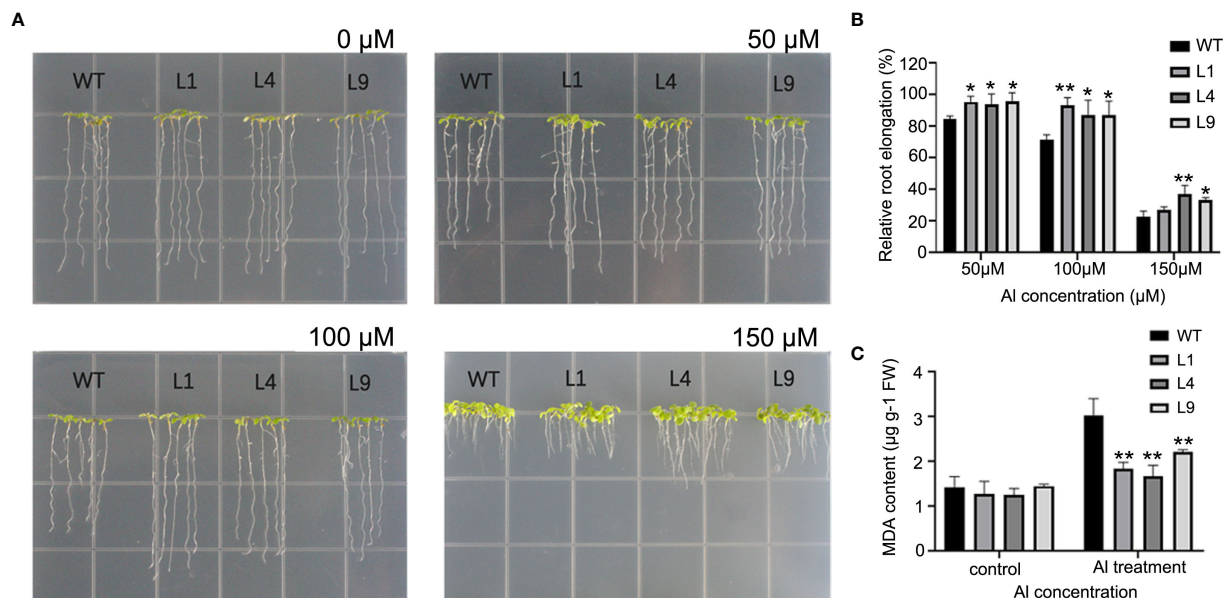 A
0 µM
WT L1 L4 L9
50 µM
WT L1 L4 L9
100 µM
WT L1 L4 L9
150 µM
WT L1 L4 L9
B
WT
L1
L4
L9
Relative root elongation (%)
120
100
80
60
40
20
0
* * *
** * *
** *
50µM 100µM 150µM
Al concentration (µM)
C
WT
L1
L4
L9
MDA content (µg g-1 FW)
4
3
2
1
0
** ** **
control Al treatment
Al concentration